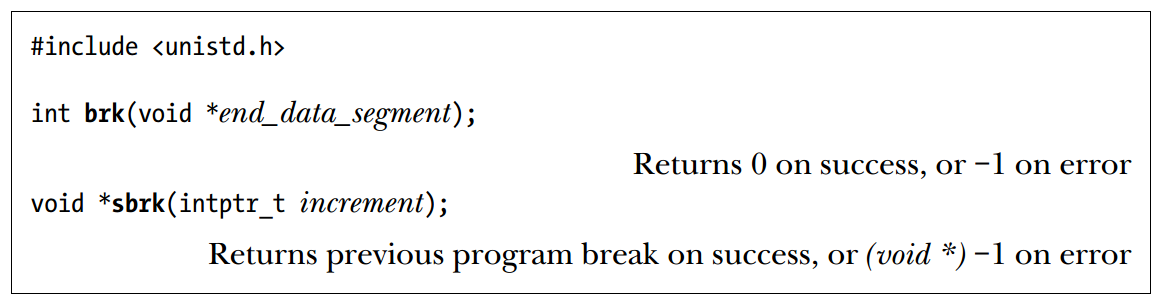 #include <unistd.h>
int brk(void *end_data_segment);
Returns 0 on success, or −1 on error
void *sbrk(intptr_t increment);
Returns previous program break on success, or (void *) −1 on error